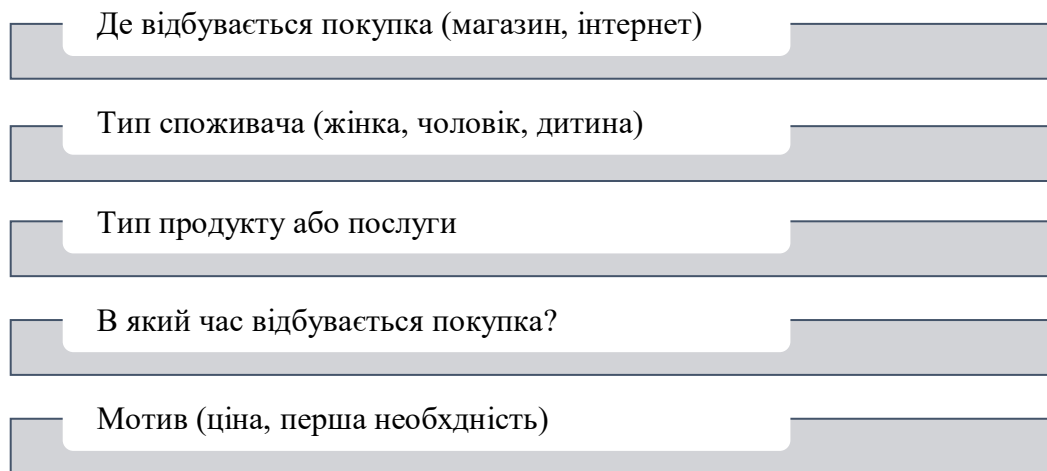 Де відбувається покупка (магазин, інтернет)
Тип споживача (жінка, чоловік, дитина)
Тип продукту або послуги
В який час відбувається покупка?
Мотив (ціна, перша необхдність)